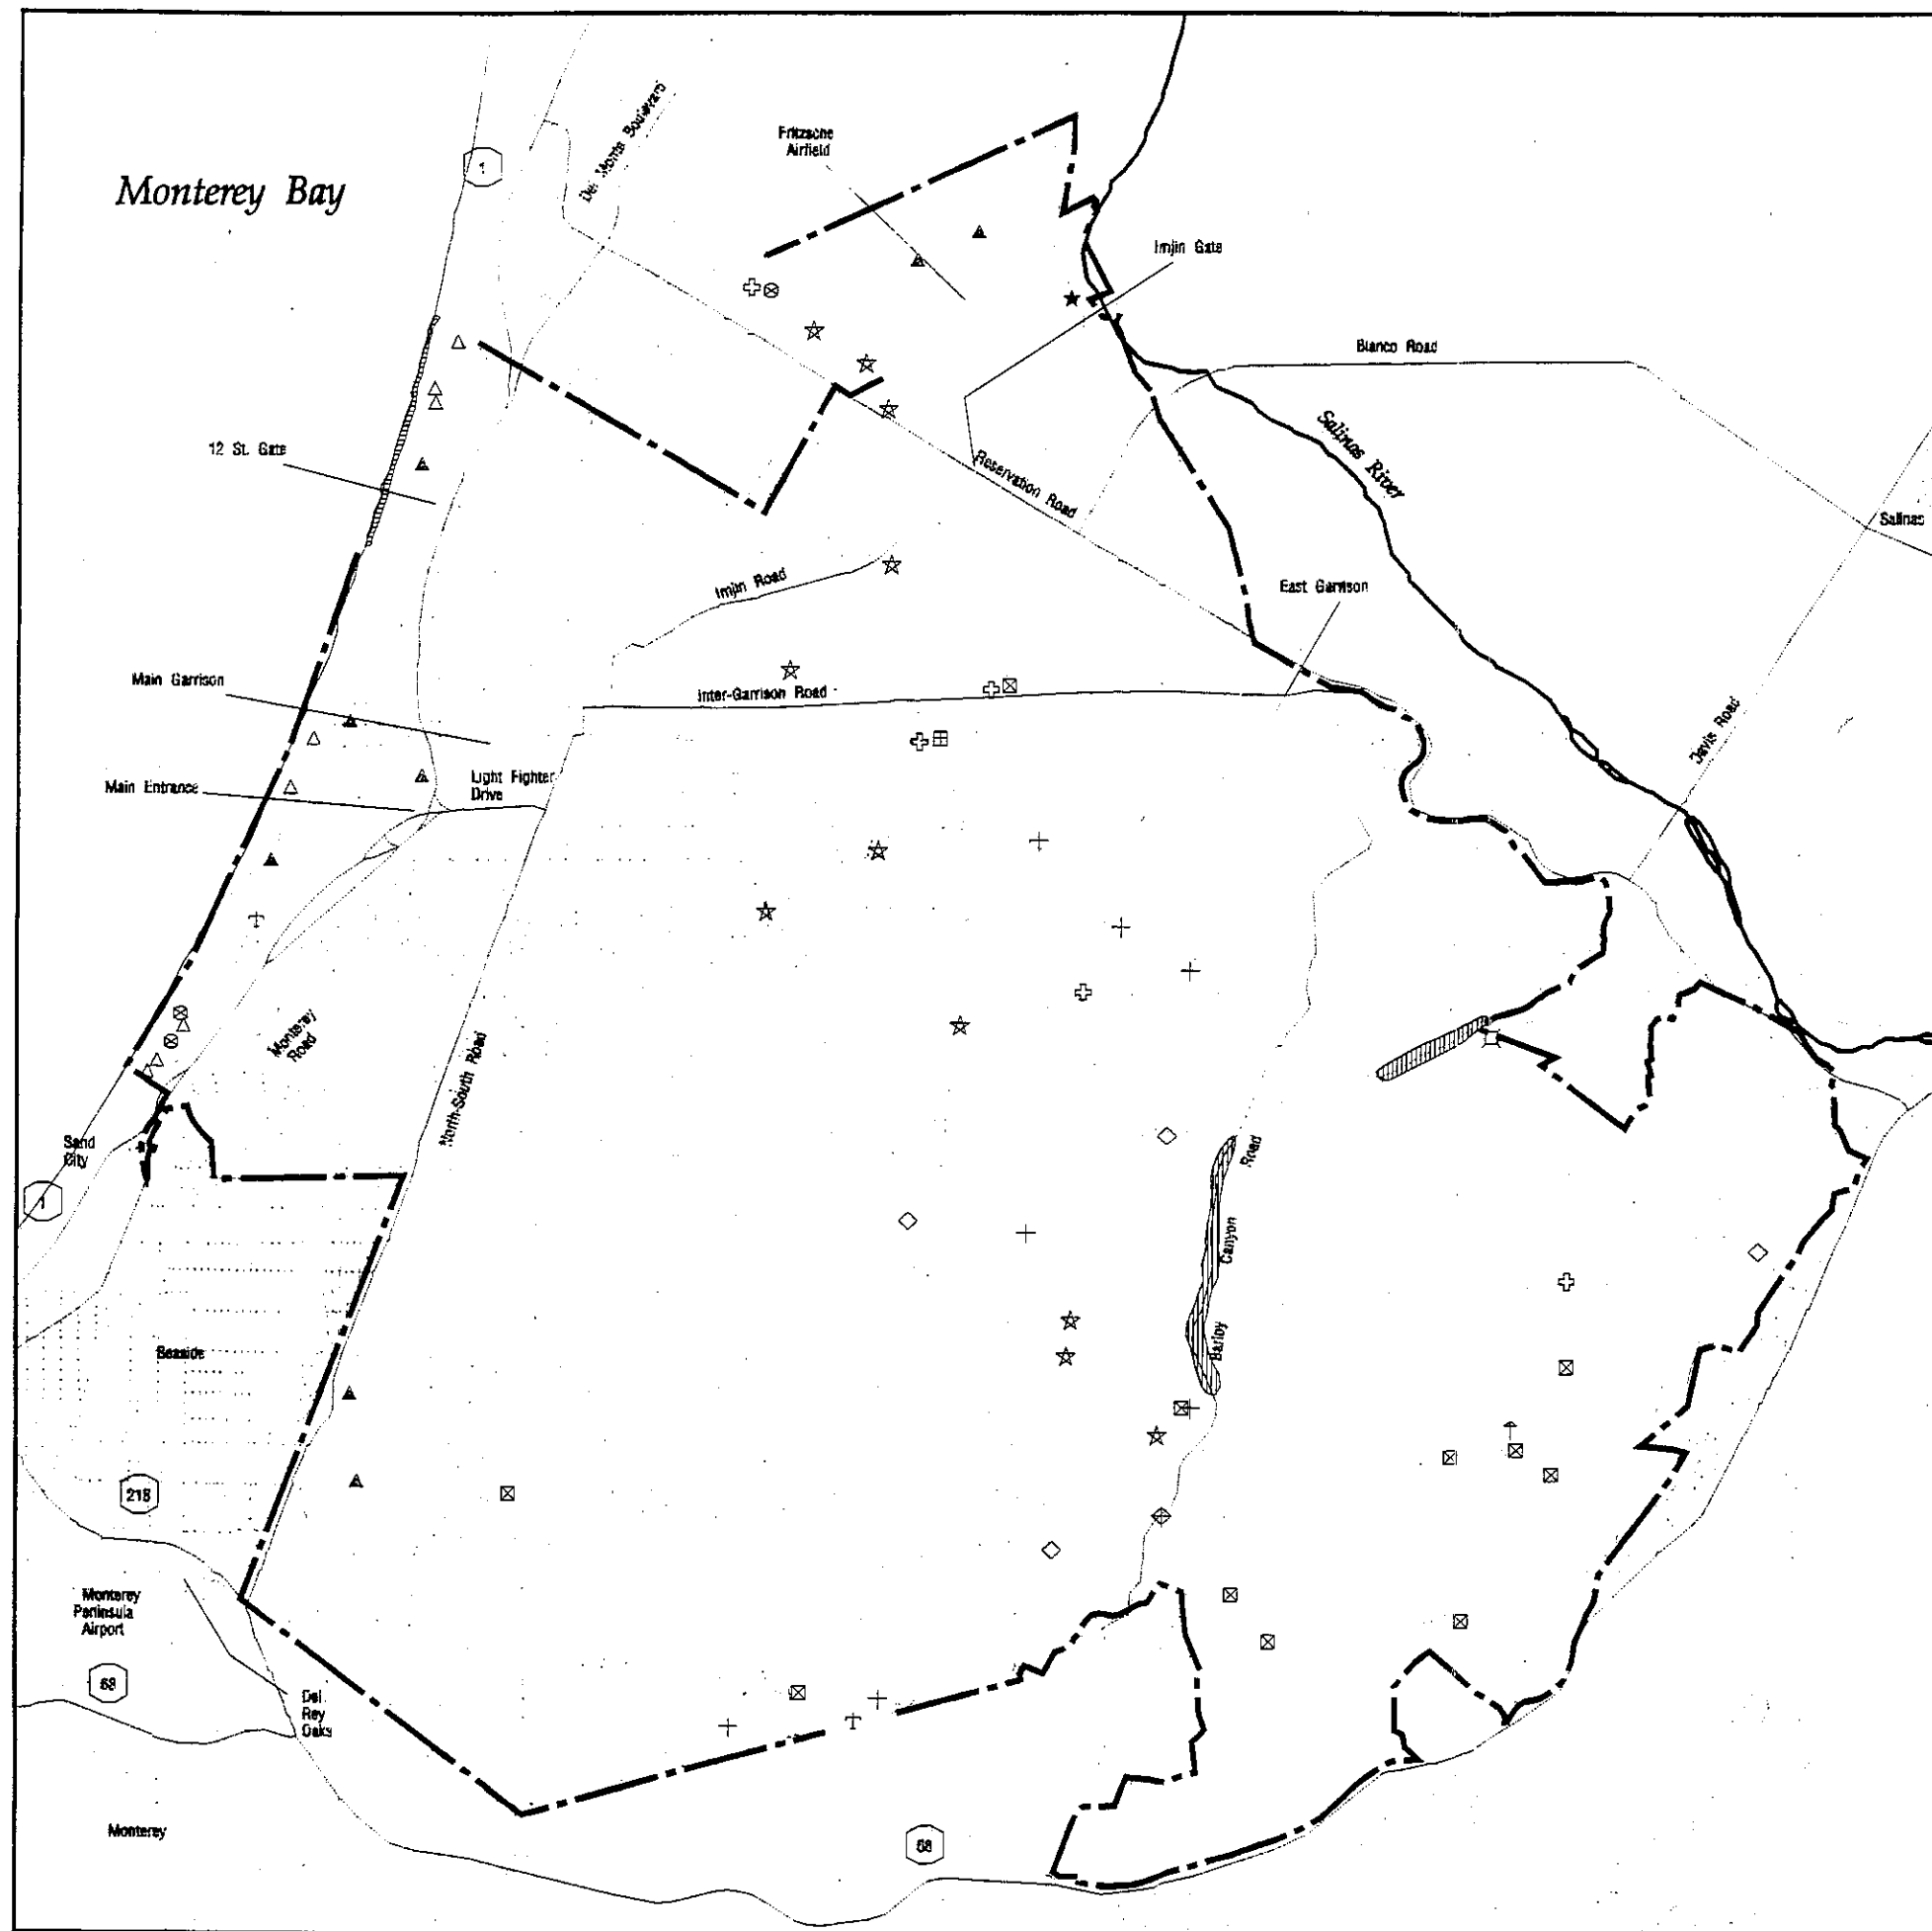 Del Monte Boulevard
Fritzsche
Airfield
1
Monterey Bay
Imjin Gate
Blanco Road
Salinas River
12 St. Gate
Reservation Road
Salinas
Imjin Road
East Garrison
Main Garrison
Inter-Garrison Road
Davis Road
Main Entrance
Light Fighter
Drive
Monterey
Road
North-South Road
Sand
City
1
Road
Canyon
Barloy
Seaside
218
Monterey
Peninsula
Airport
68
Del
Rey
Oaks
Monterey
68